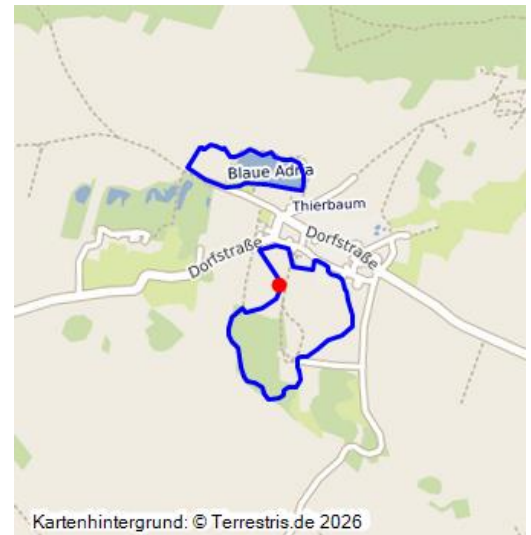 Blaue Adria
Thierbaum
Dorfstraße
Dorfstraße
Kartenhintergrund: © Terrestris.de 2026